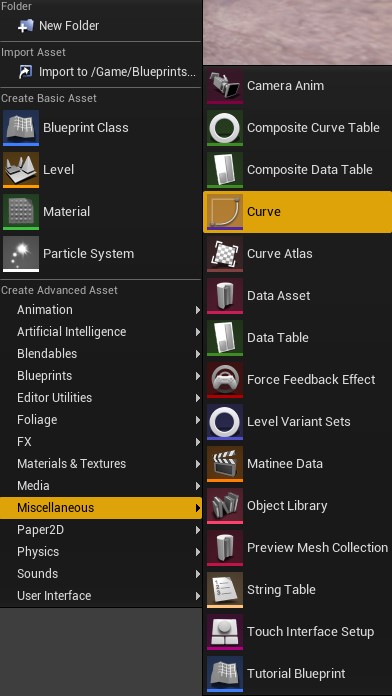 Folder
New Folder
Import Asset
Import to /Game/Blueprints...
Create Basic Asset
Blueprint Class
Level
Material
Particle System
Create Advanced Asset
Animation
Artificial Intelligence
Blendables
Blueprints
Editor Utilities
Foliage
FX
Materials & Textures
Media
Miscellaneous
Paper2D
Physics
Sounds
User Interface
Camera Anim
Composite Curve Table
Composite Data Table
Curve
Curve Atlas
Data Asset
Data Table
Force Feedback Effect
Level Variant Sets
Matinee Data
Object Library
Preview Mesh Collection
String Table
Touch Interface Setup
Tutorial Blueprint